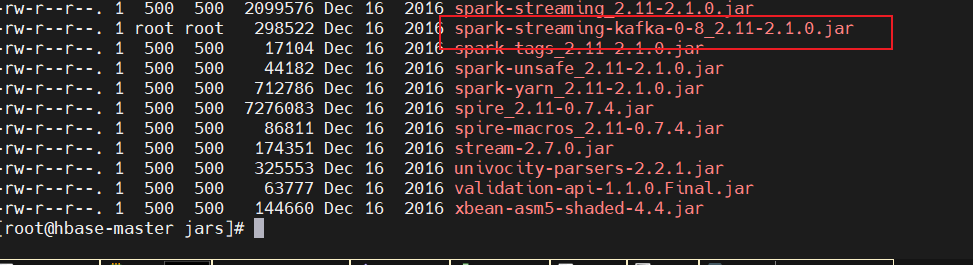 -rw-r--r--. 1 500 500 2099576 Dec 16 2016 spark-streaming_2.11-2.1.0.jar
-rw-r--r--. 1 root root 298522 Dec 16 2016 spark-streaming-kafka-0-8_2.11-2.1.0.jar
-rw-r--r--. 1 500 500 17104 Dec 16 2016 spark-tags_2.11-2.1.0.jar
-rw-r--r--. 1 500 500 44182 Dec 16 2016 spark-unsafe_2.11-2.1.0.jar
-rw-r--r--. 1 500 500 712786 Dec 16 2016 spark-yarn_2.11-2.1.0.jar
-rw-r--r--. 1 500 500 7276083 Dec 16 2016 spire_2.11-0.7.4.jar
-rw-r--r--. 1 500 500 86811 Dec 16 2016 spire-macros_2.11-0.7.4.jar
-rw-r--r--. 1 500 500 174351 Dec 16 2016 stream-2.7.0.jar
-rw-r--r--. 1 500 500 325553 Dec 16 2016 univocity-parsers-2.2.1.jar
-rw-r--r--. 1 500 500 63777 Dec 16 2016 validation-api-1.1.0.Final.jar
-rw-r--r--. 1 500 500 144660 Dec 16 2016 xbean-asm5-shaded-4.4.jar
[root@hbase-master jars]#